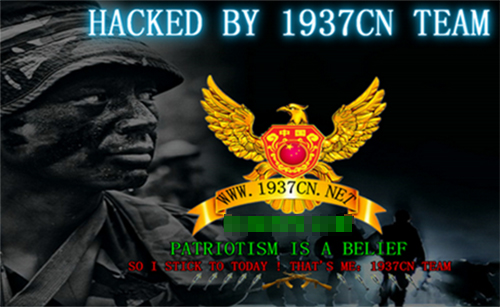 HACKED BY 1937CN TEAM
中国
WWW.1937CN.NET
PATRIOTISM IS A BELIEF
SO I STICK TO TODAY！THAT'S ME：1937CN TEAM